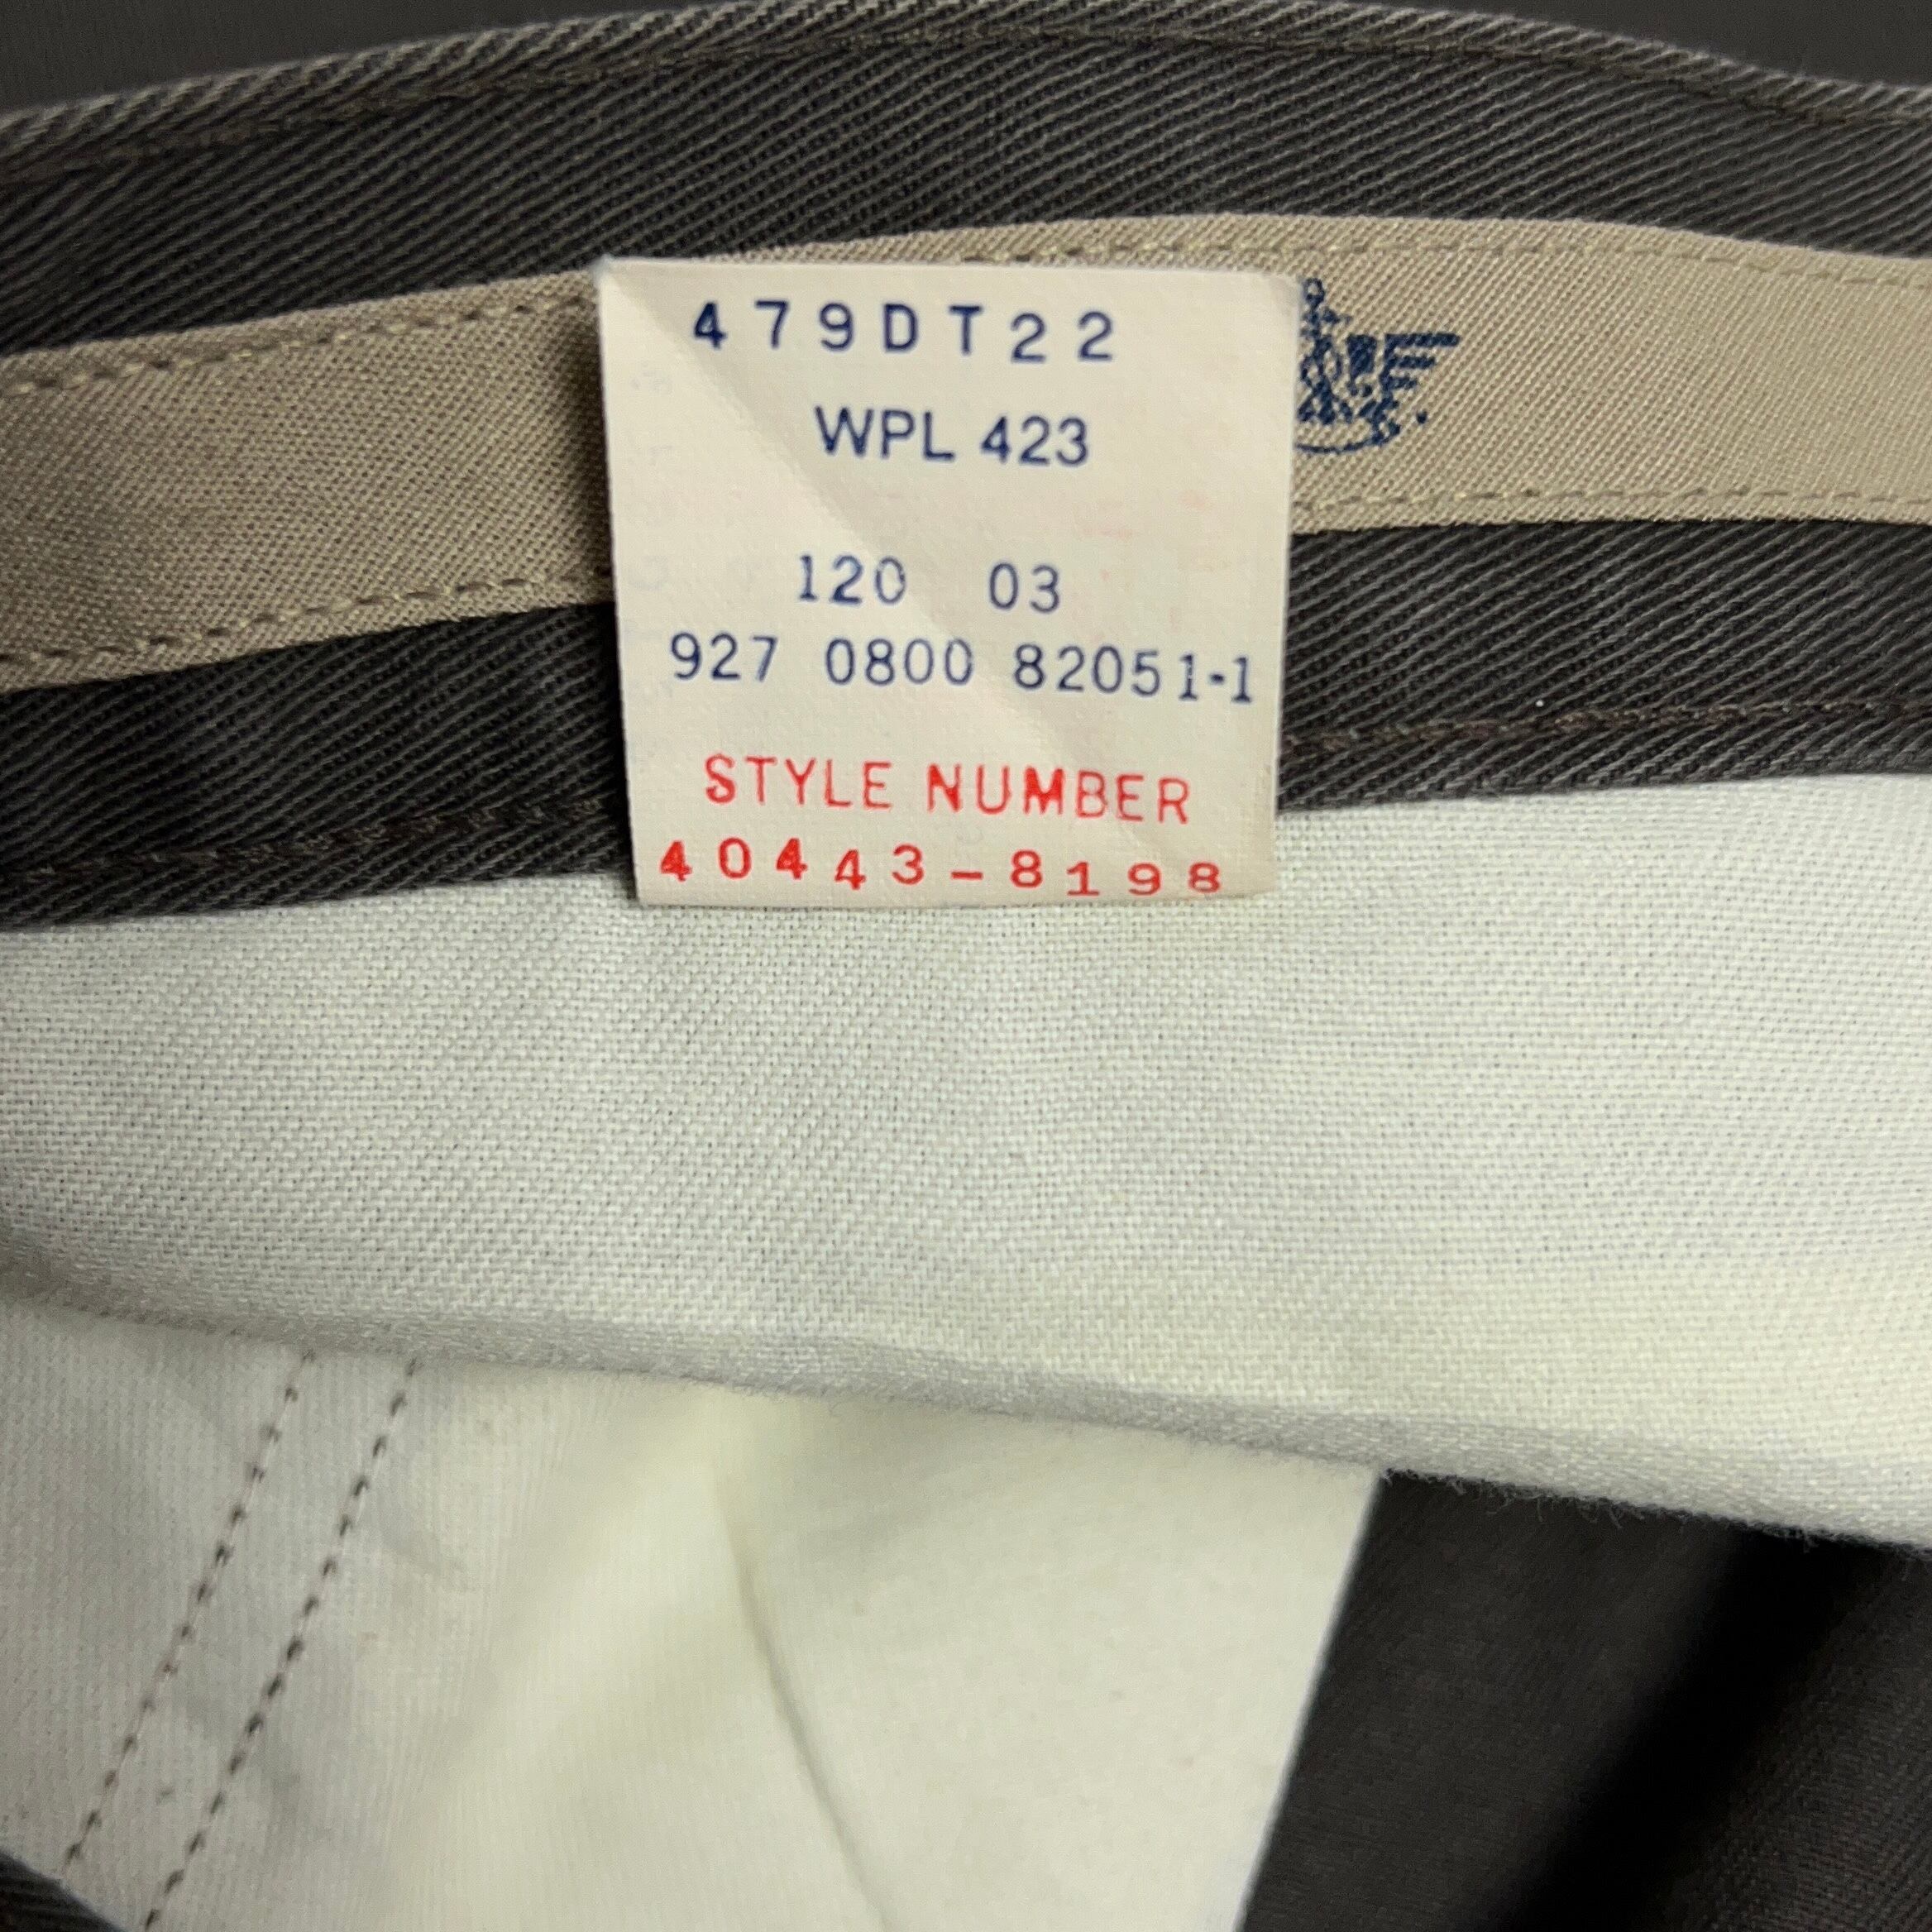 479DT22
WPL 423
120 03
927 0800 82051-1
STYLE NUMBER
40443-8198